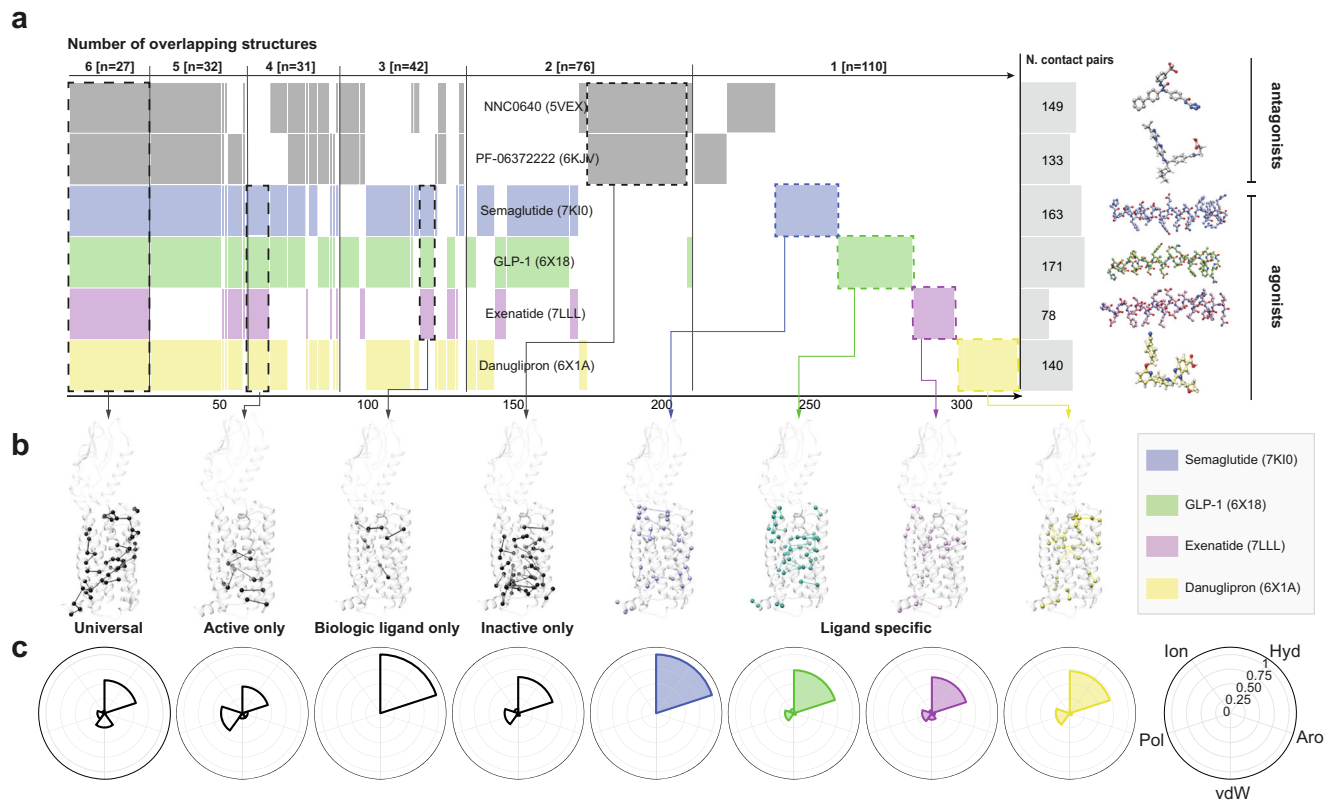 a
Number of overlapping structures
6 [n=27]
5 [n=32]
4 [n=31]
3 [n=42]
2 [n=76]
1 [n=110]
N. contact pairs
NNC0640 (5VEX)
149
PF-06372222 (6KJV)
133
antagonists
Semaglutide (7KI0)
163
GLP-1 (6X18)
171
Exenatide (7LLL)
78
Danuglipron (6X1A)
140
agonists
50
100
150
200
250
300
b
Semaglutide (7KI0)
GLP-1 (6X18)
Exenatide (7LLL)
Danuglipron (6X1A)
Universal
Active only
Biologic ligand only
Inactive only
Ligand specific
c
Ion
Hyd
1
0.75
0.50
0.25
0
Pol
Aro
vdW